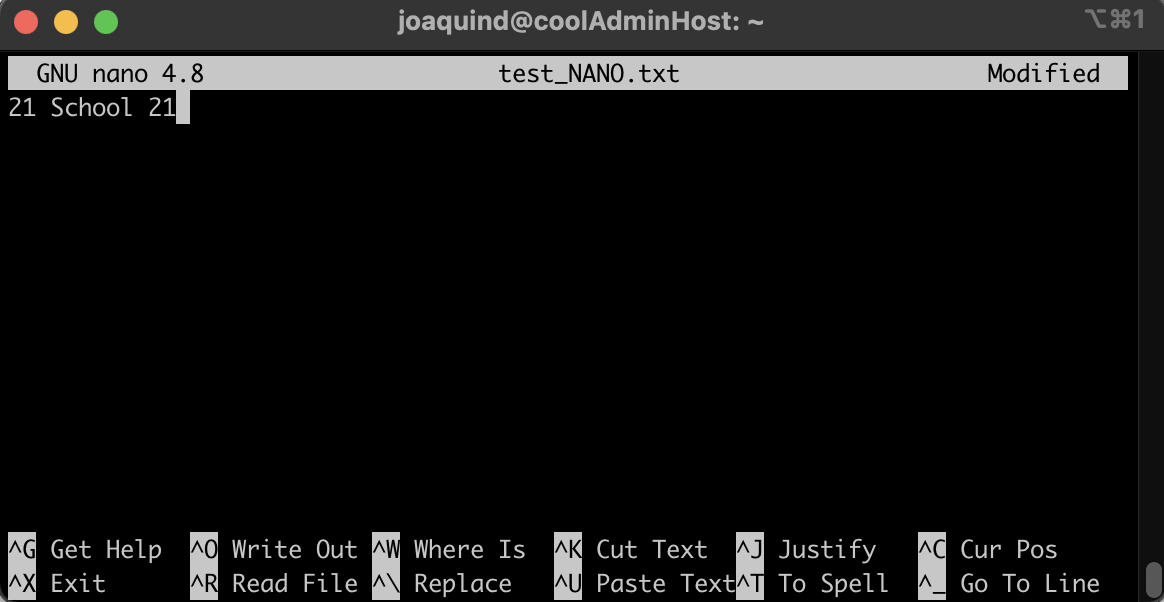 joaquind@coolAdminHost: ~ ⌥⌘1
GNU nano 4.8 test_NANO.txt Modified
21 School 21
^G Get Help ^O Write Out ^W Where Is ^K Cut Text ^J Justify ^C Cur Pos
^X Exit ^R Read File ^\ Replace ^U Paste Text ^T To Spell ^_ Go To Line